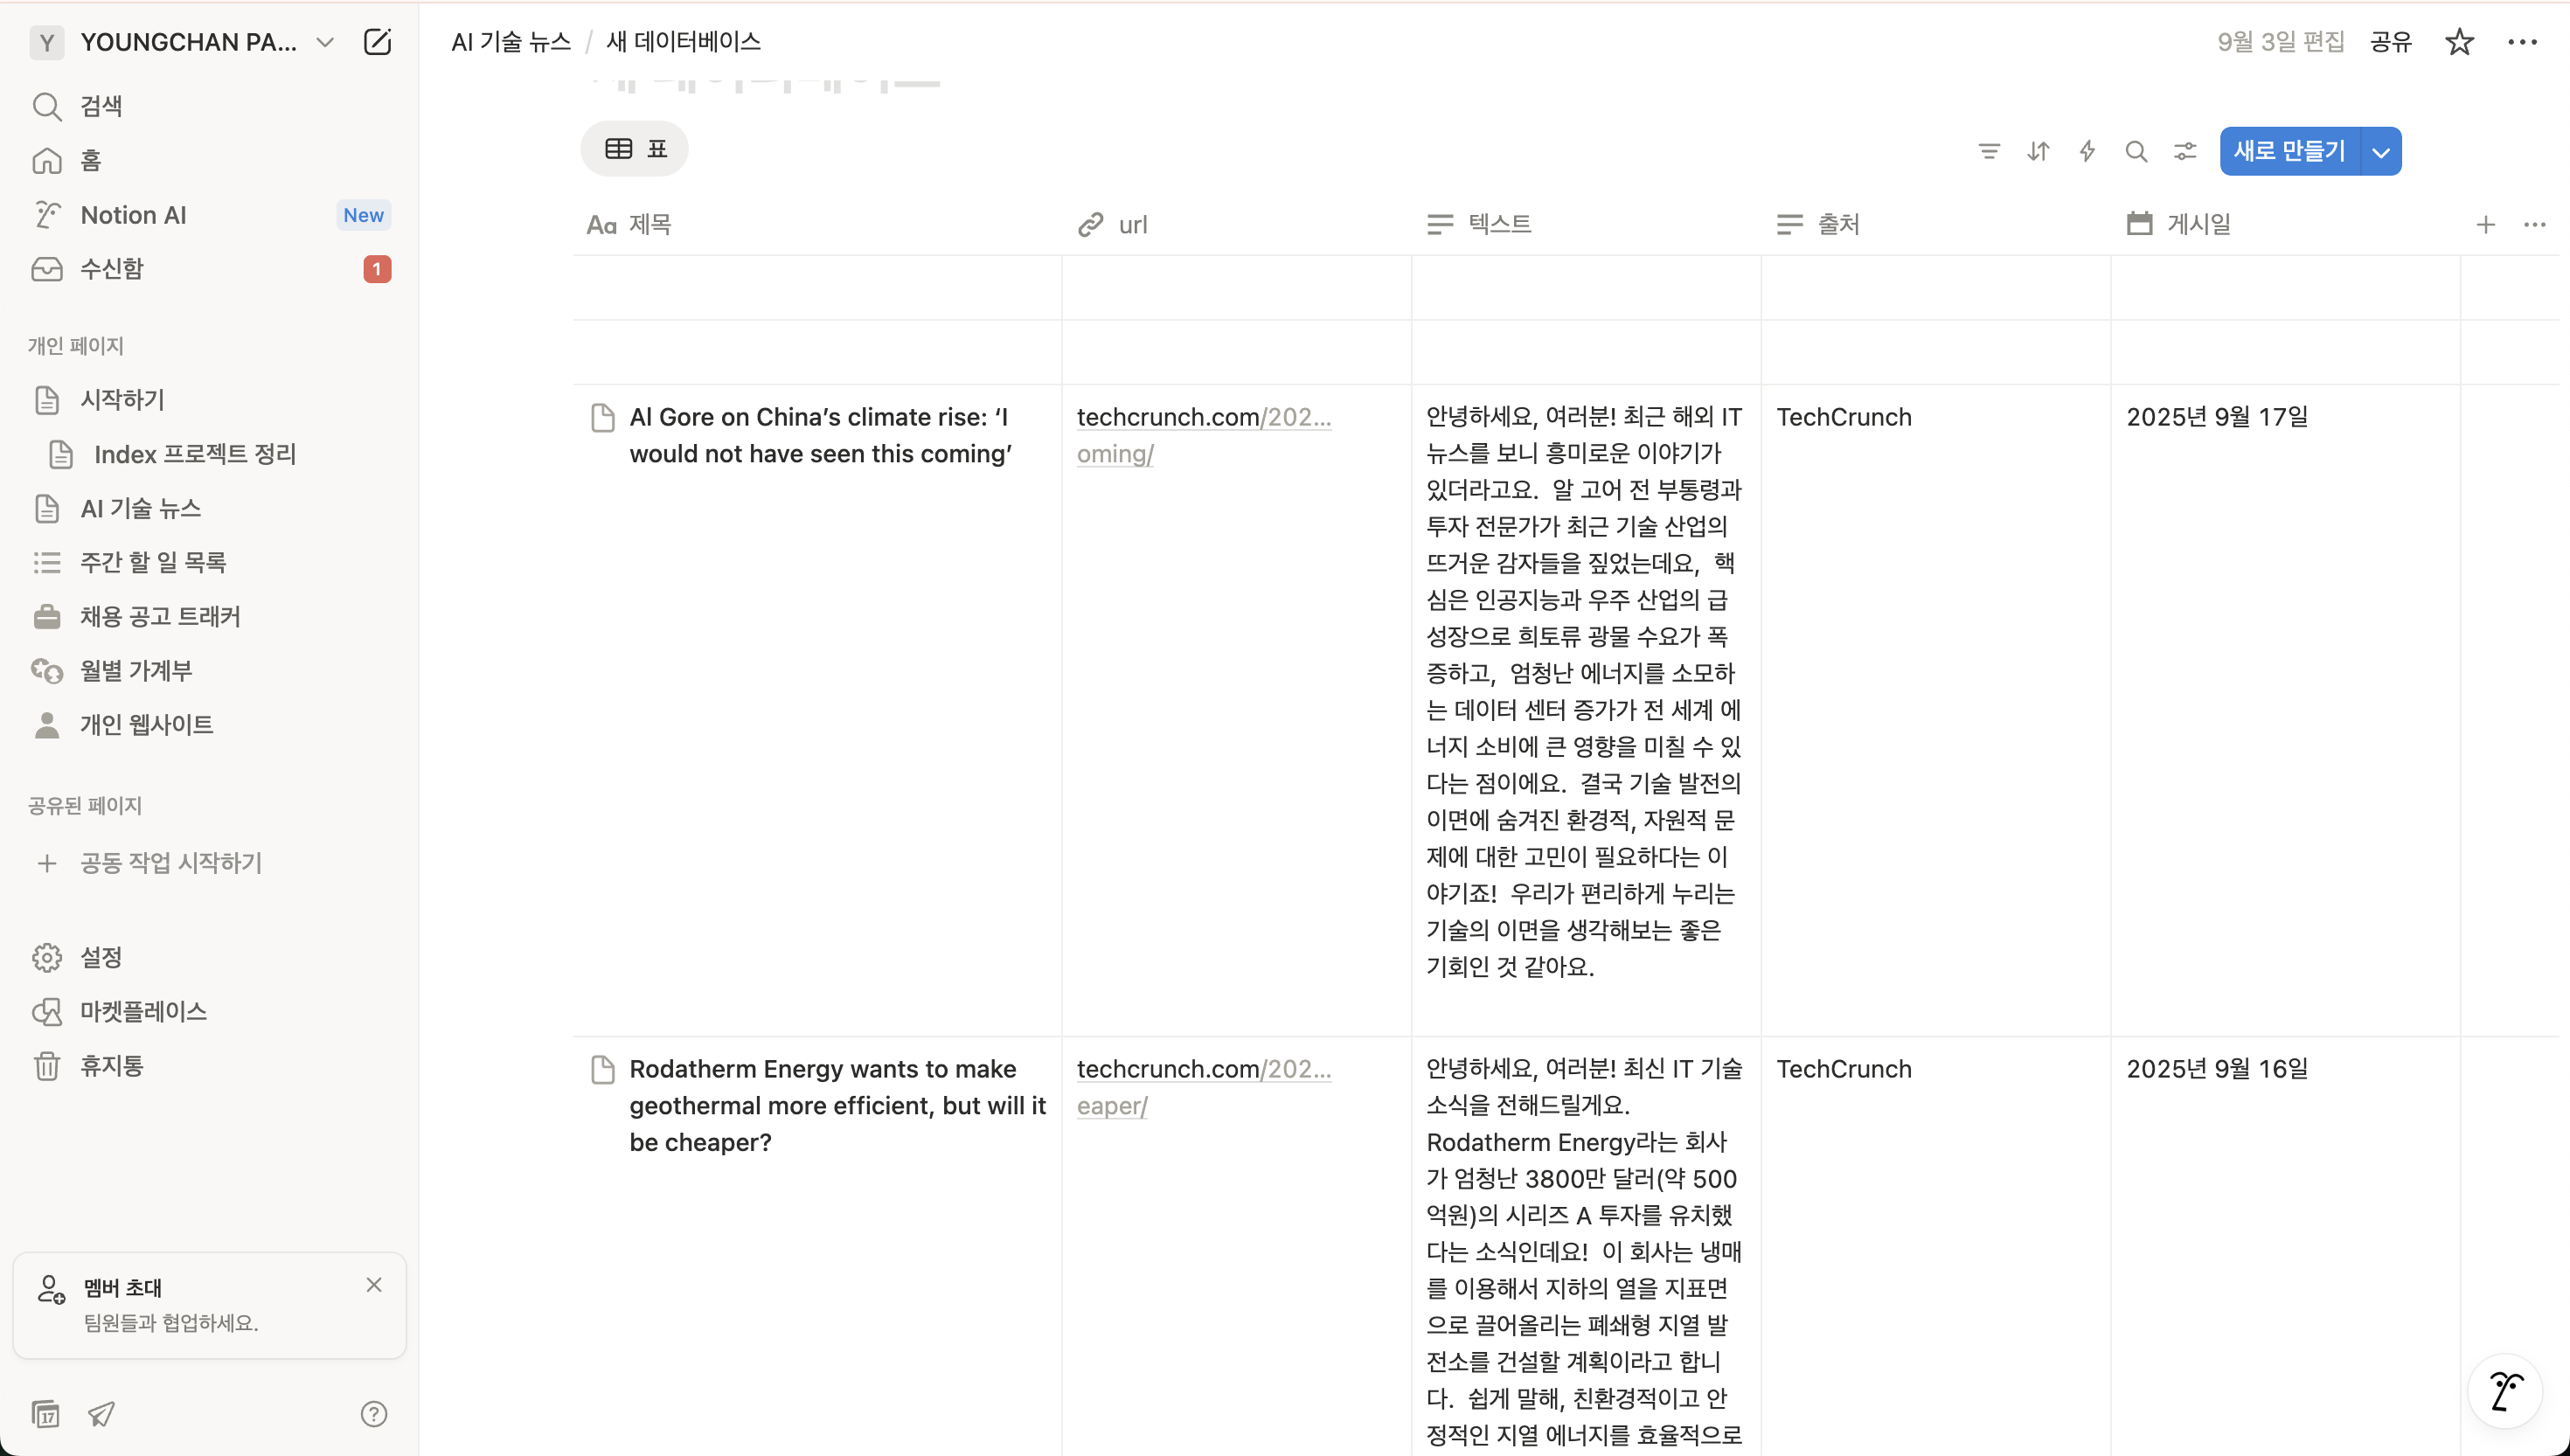 Y YOUNGCHAN PA...
AI 기술 뉴스 / 새 데이터베이스
9월 3일 편집 공유
검색
홈
Notion AI New
수신함 1
개인 페이지
시작하기
Index 프로젝트 정리
AI 기술 뉴스
주간 할 일 목록
채용 공고 트래커
월별 가계부
개인 웹사이트
공유된 페이지
+ 공동 작업 시작하기
설정
마켓플레이스
휴지통
멤버 초대
팀원들과 협업하세요.
17
?
표
새로 만들기
Aa 제목
url
텍스트
출처
게시일
Al Gore on China’s climate rise: ‘I
would not have seen this coming’
techcrunch.com/202...
oming/
안녕하세요, 여러분! 최근 해외 IT
뉴스를 보니 흥미로운 이야기가
있더라고요.  알 고어 전 부통령과
투자 전문가가 최근 기술 산업의
뜨거운 감자들을 짚었는데요,  핵
심은 인공지능과 우주 산업의 급
성장으로 희토류 광물 수요가 폭
증하고,  엄청난 에너지를 소모하
는 데이터 센터 증가가 전 세계 에
너지 소비에 큰 영향을 미칠 수 있
다는 점이에요.  결국 기술 발전의
이면에 숨겨진 환경적, 자원적 문
제에 대한 고민이 필요하다는 이
야기죠!  우리가 편리하게 누리는
기술의 이면을 생각해보는 좋은
기회인 것 같아요.
TechCrunch
2025년 9월 17일
Rodatherm Energy wants to make
geothermal more efficient, but will it
be cheaper?
techcrunch.com/202...
eaper/
안녕하세요, 여러분! 최신 IT 기술
소식을 전해드릴게요.
Rodatherm Energy라는 회사
가 엄청난 3800만 달러(약 500
억원)의 시리즈 A 투자를 유치했
다는 소식인데요!  이 회사는 냉매
를 이용해서 지하의 열을 지표면
으로 끌어올리는 폐쇄형 지열 발
전소를 건설할 계획이라고 합니
다.  쉽게 말해, 친환경적이고 안
정적인 지열 에너지를 효율적으로
TechCrunch
2025년 9월 16일